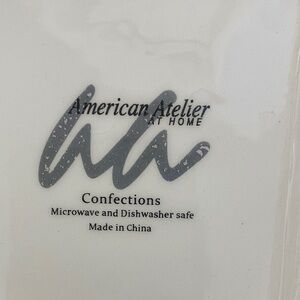 American Atelier
AT HOME
Confections
Microwave and Dishwasher safe
Made in China